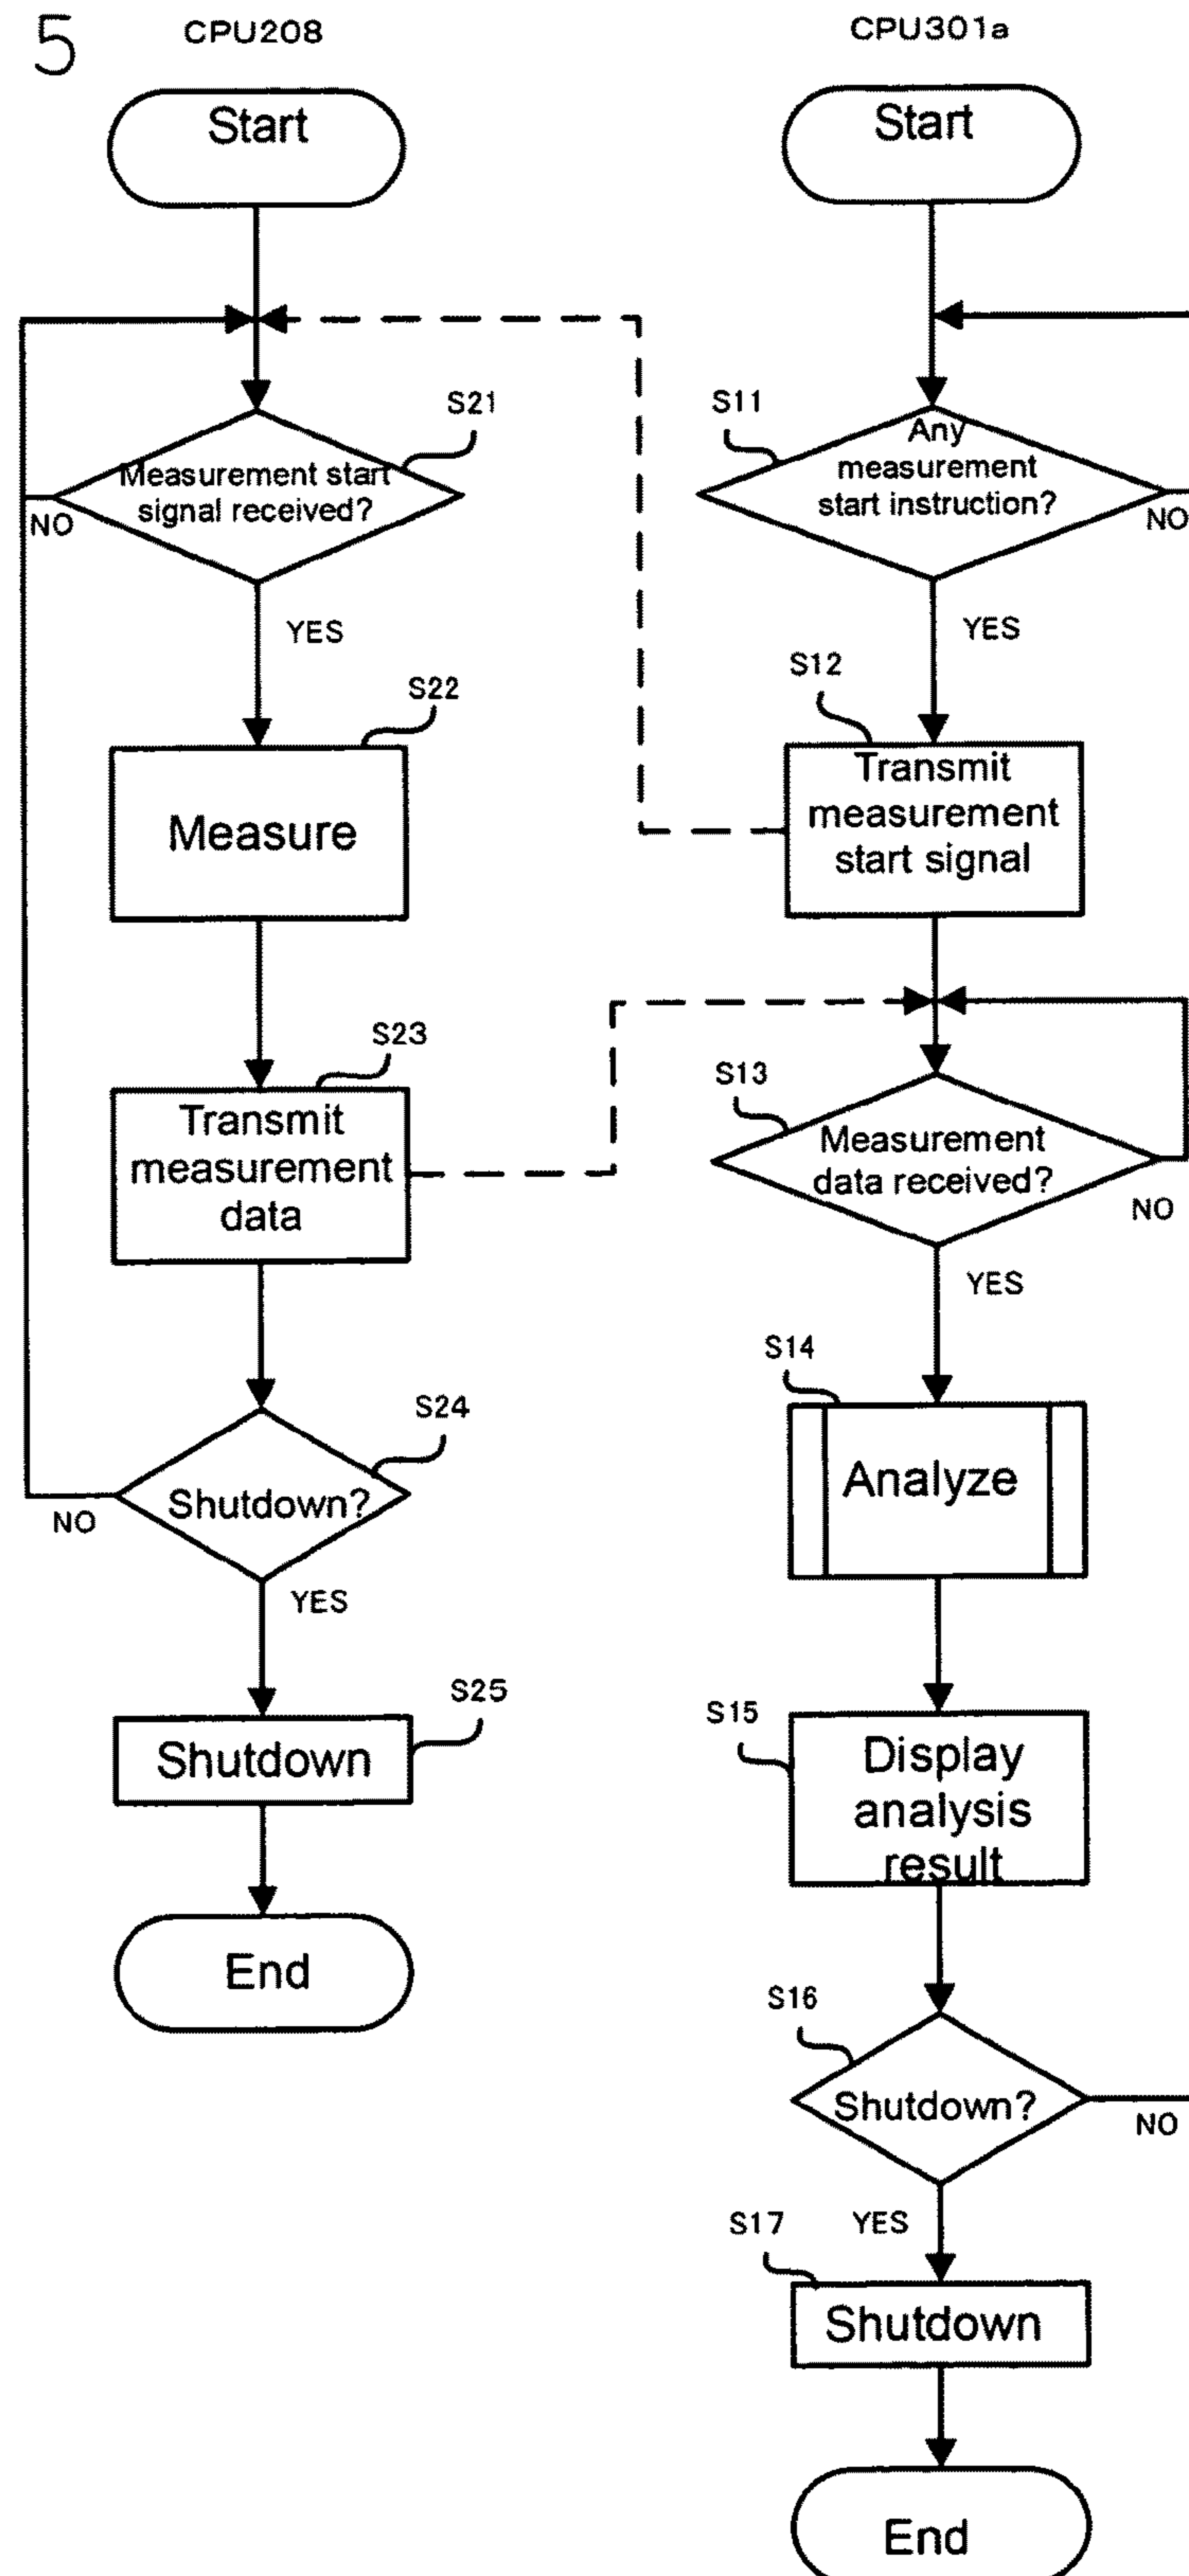 5
CPU208
Start
S21
Measurement start
signal received?
NO
YES
S22
Measure
S23
Transmit
measurement
data
S24
Shutdown?
NO
YES
S25
Shutdown
End
CPU301a
Start
S11
Any
measurement
start instruction?
NO
YES
S12
Transmit
measurement
start signal
S13
Measurement
data received?
NO
YES
S14
Analyze
S15
Display
analysis
result
S16
Shutdown?
NO
YES
S17
Shutdown
End